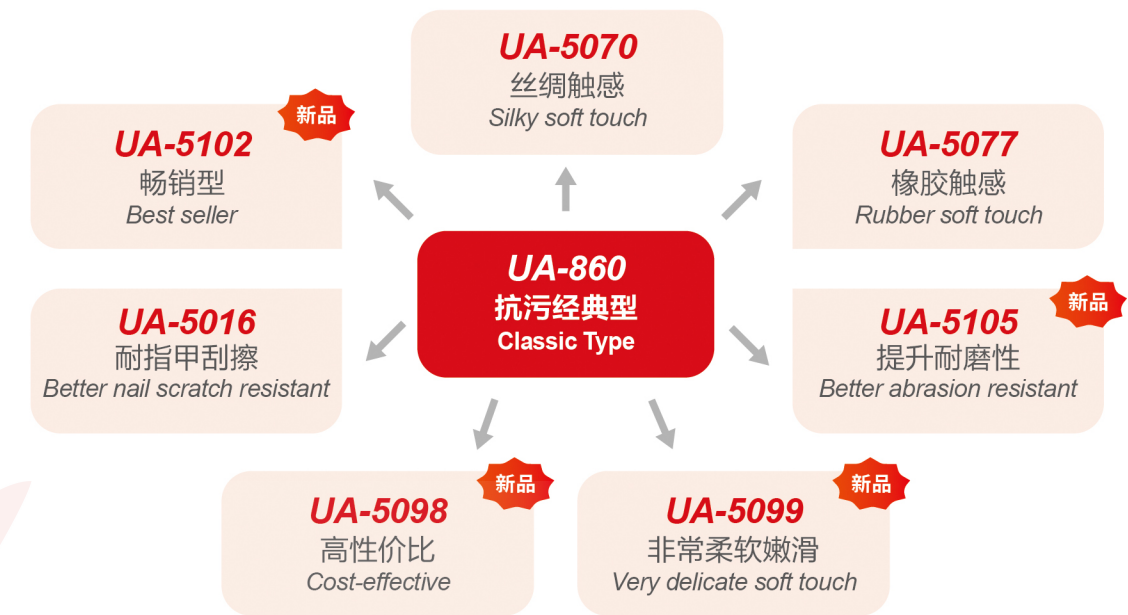 UA-5070
丝绸触感
Silky soft touch
新品
UA-5102
畅销型
Best seller
UA-5077
橡胶触感
Rubber soft touch
UA-860
抗污经典型
Classic Type
UA-5016
耐指甲刮擦
Better nail scratch resistant
新品
UA-5105
提升耐磨性
Better abrasion resistant
新品
UA-5098
高性价比
Cost-effective
新品
UA-5099
非常柔软嫩滑
Very delicate soft touch